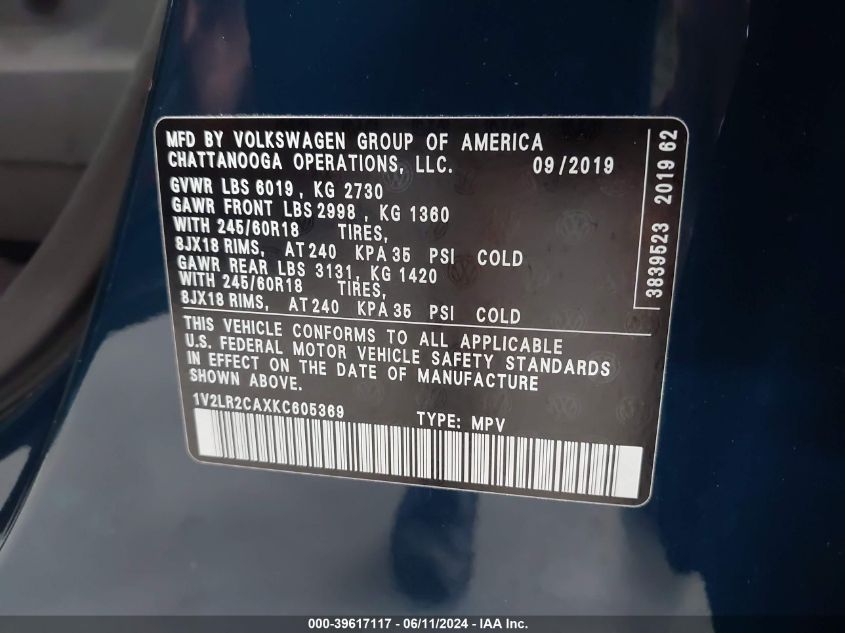 MFD BY VOLKSWAGEN GROUP OF AMERICA
CHATTANOOGA OPERATIONS, LLC. 09/2019
GVWR LBS 6019, KG 2730
GAWR FRONT LBS 2998, KG 1360
WITH 245/60R18 TIRES,
8JX18 RIMS, AT 240 KPA 35 PSI COLD
GAWR REAR LBS 3131, KG 1420
WITH 245/60R18 TIRES,
8JX18 RIMS, AT 240 KPA 35 PSI COLD
THIS VEHICLE CONFORMS TO ALL APPLICABLE
U.S. FEDERAL MOTOR VEHICLE SAFETY STANDARDS
IN EFFECT ON THE DATE OF MANUFACTURE
SHOWN ABOVE.
1V2LR2CAXKC605369 TYPE: MPV
3839523 2019 62
000-39617117 - 06/11/2024 - IAA Inc.